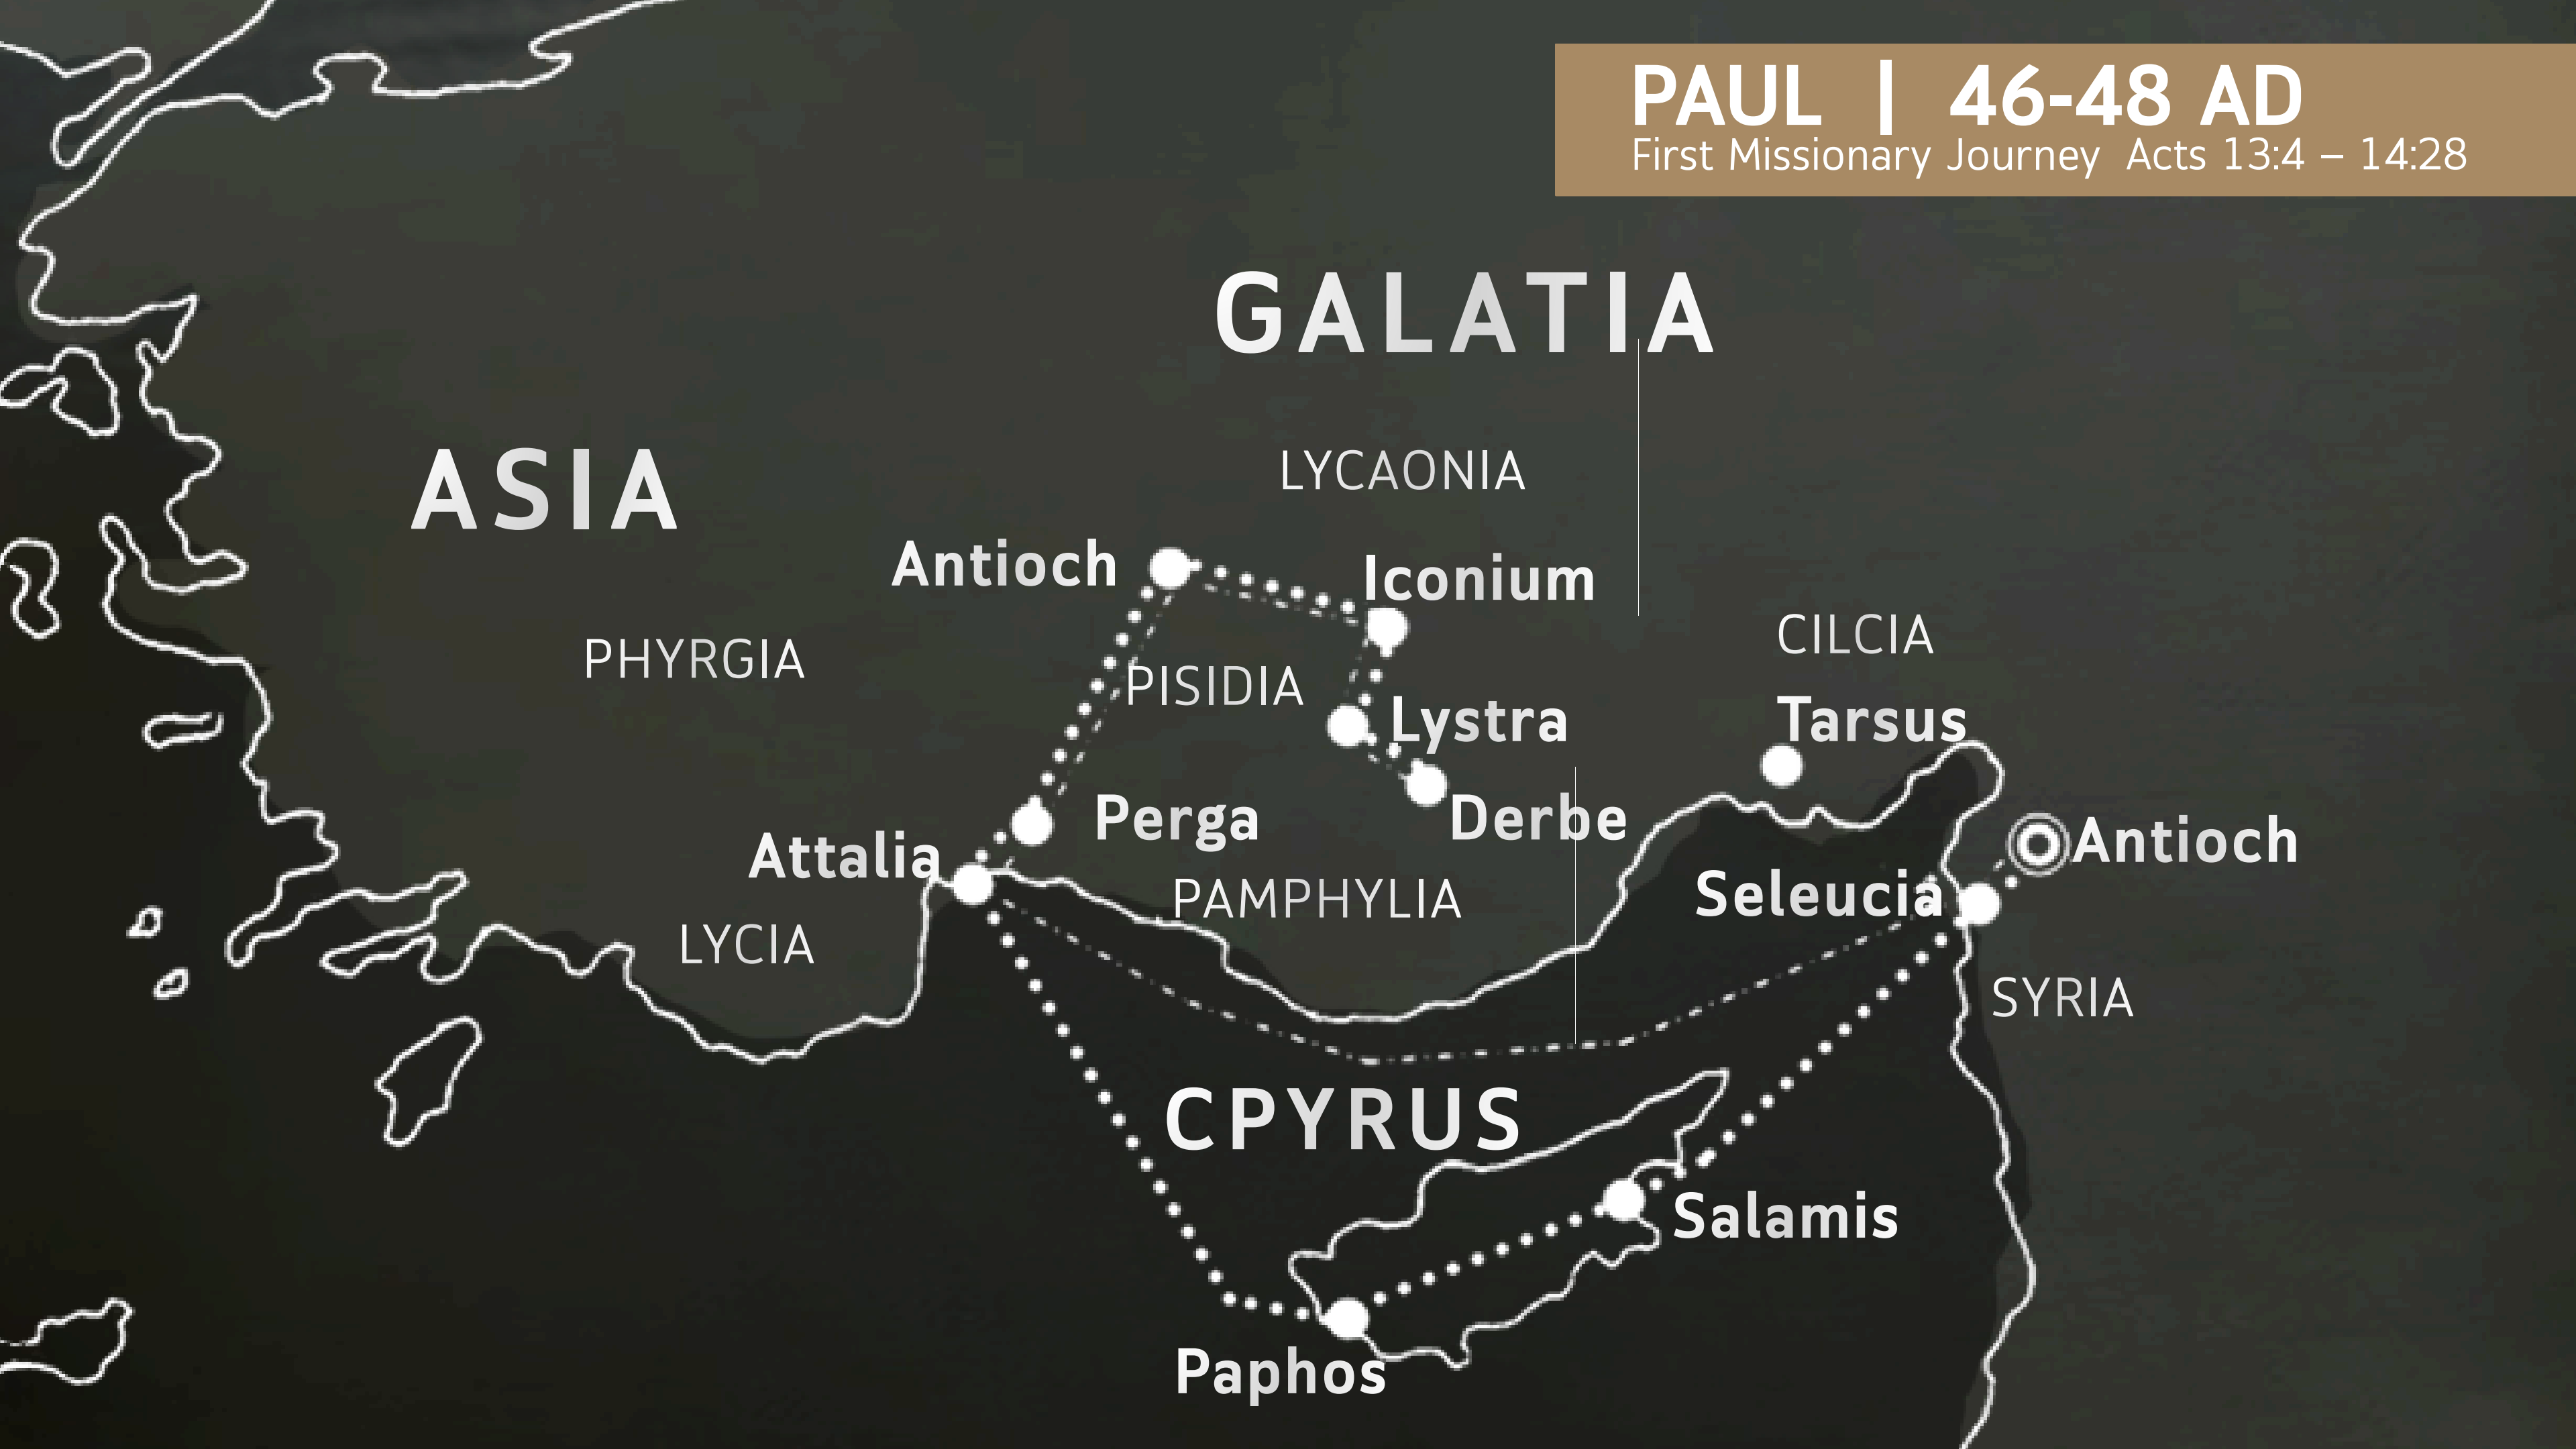 PAUL | 46-48 AD
First Missionary Journey Acts 13:4 – 14:28
GALATIA
LYCAONIA
ASIA
Antioch
Iconium
CILCIA
PHYRGIA
PISIDIA
Lystra
Tarsus
Perga
Derbe
Antioch
Attalia
PAMPHYLIA
Seleucia
LYCIA
SYRIA
CPYRUS
Salamis
Paphos